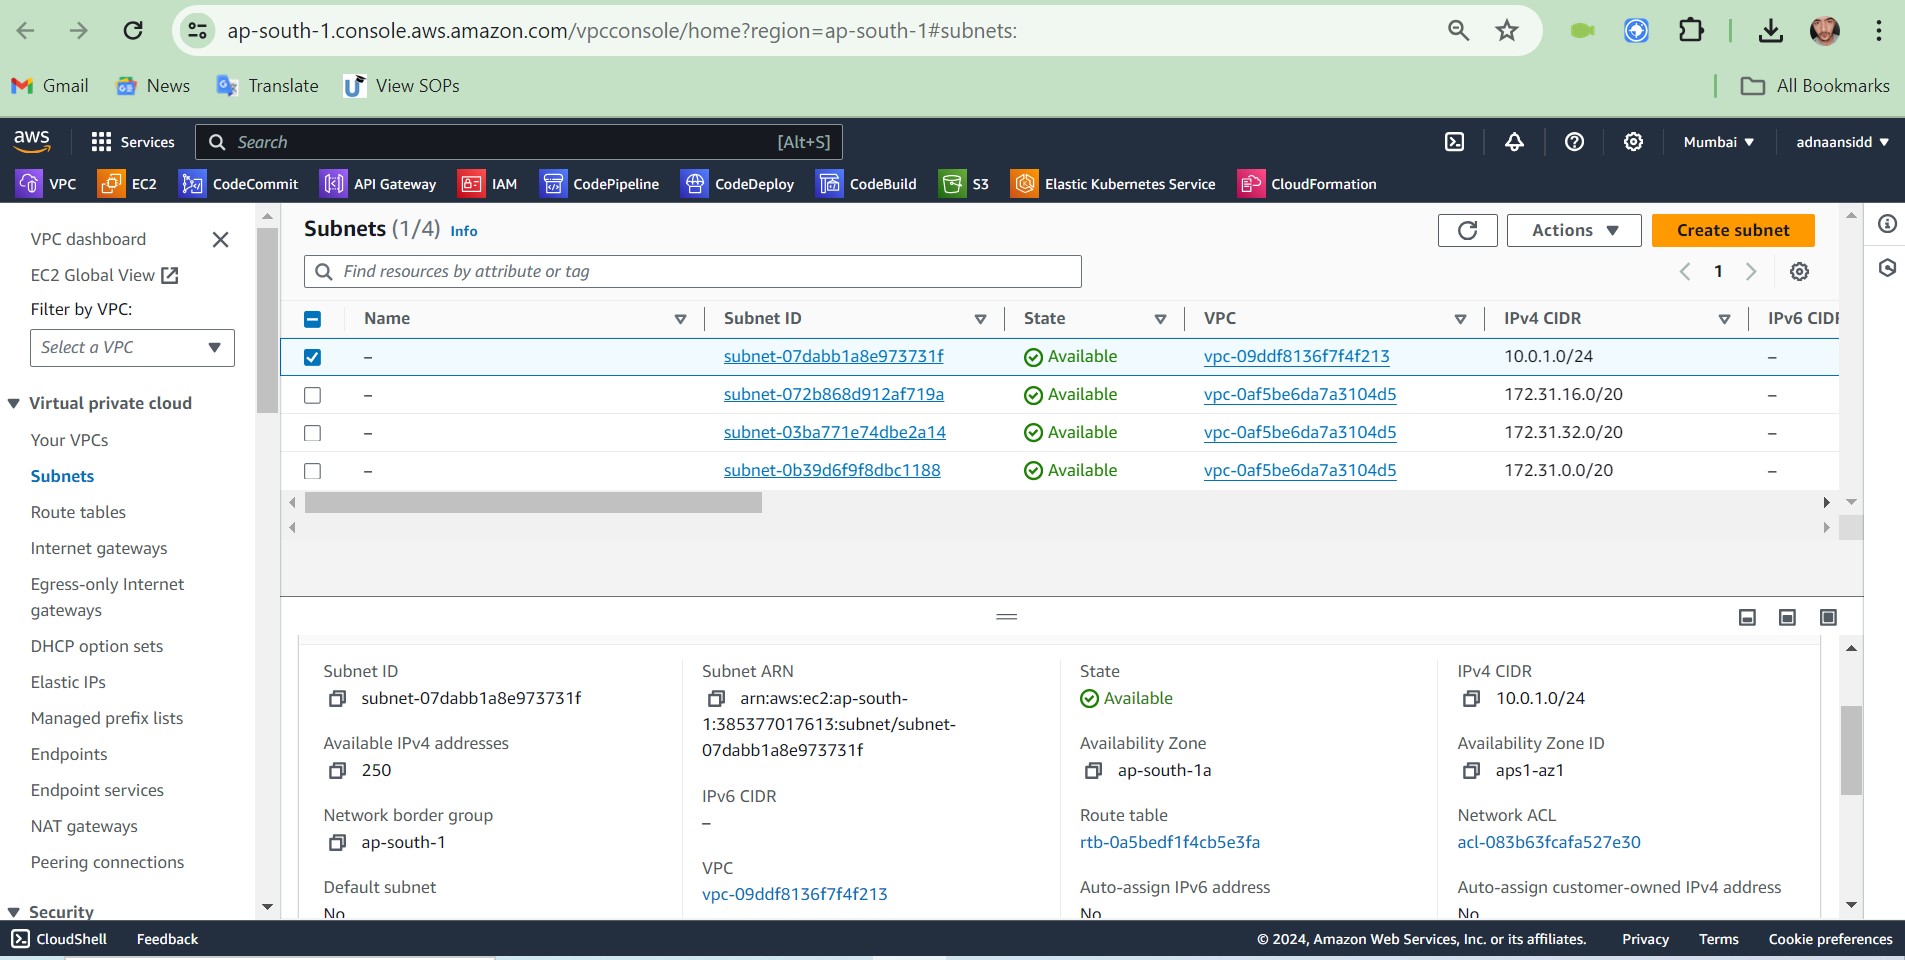 ap-south-1.console.aws.amazon.com/vpcconsole/home?region=ap-south-1#subnets:
Gmail News Translate View SOPs All Bookmarks
aws Services Search [Alt+S] Mumbai adnaansidd
VPC EC2 CodeCommit API Gateway IAM CodePipeline CodeDeploy CodeBuild S3 Elastic Kubernetes Service CloudFormation
VPC dashboard
EC2 Global View
Filter by VPC:
Select a VPC
Virtual private cloud
Your VPCs
Subnets
Route tables
Internet gateways
Egress-only Internet
gateways
DHCP option sets
Elastic IPs
Managed prefix lists
Endpoints
Endpoint services
NAT gateways
Peering connections
Security
Subnets (1/4) Info
Actions Create subnet
Find resources by attribute or tag
1
Name Subnet ID State VPC IPv4 CIDR IPv6 CIDR
– subnet-07dabb1a8e973731f Available vpc-09ddf8136f7f4f213 10.0.1.0/24 –
– subnet-072b868d912af719a Available vpc-0af5be6da7a3104d5 172.31.16.0/20 –
– subnet-03ba771e74dbe2a14 Available vpc-0af5be6da7a3104d5 172.31.32.0/20 –
– subnet-0b39d6f9f8dbc1188 Available vpc-0af5be6da7a3104d5 172.31.0.0/20 –
Subnet ID
subnet-07dabb1a8e973731f
Available IPv4 addresses
250
Network border group
ap-south-1
Default subnet
No
Subnet ARN
arn:aws:ec2:ap-south-
1:385377017613:subnet/subnet-
07dabb1a8e973731f
IPv6 CIDR
–
VPC
vpc-09ddf8136f7f4f213
State
Available
Availability Zone
ap-south-1a
Route table
rtb-0a5bedf1f4cb5e3fa
Auto-assign IPv6 address
No
IPv4 CIDR
10.0.1.0/24
Availability Zone ID
aps1-az1
Network ACL
acl-083b63fcafa527e30
Auto-assign customer-owned IPv4 address
No
CloudShell Feedback © 2024, Amazon Web Services, Inc. or its affiliates. Privacy Terms Cookie preferences